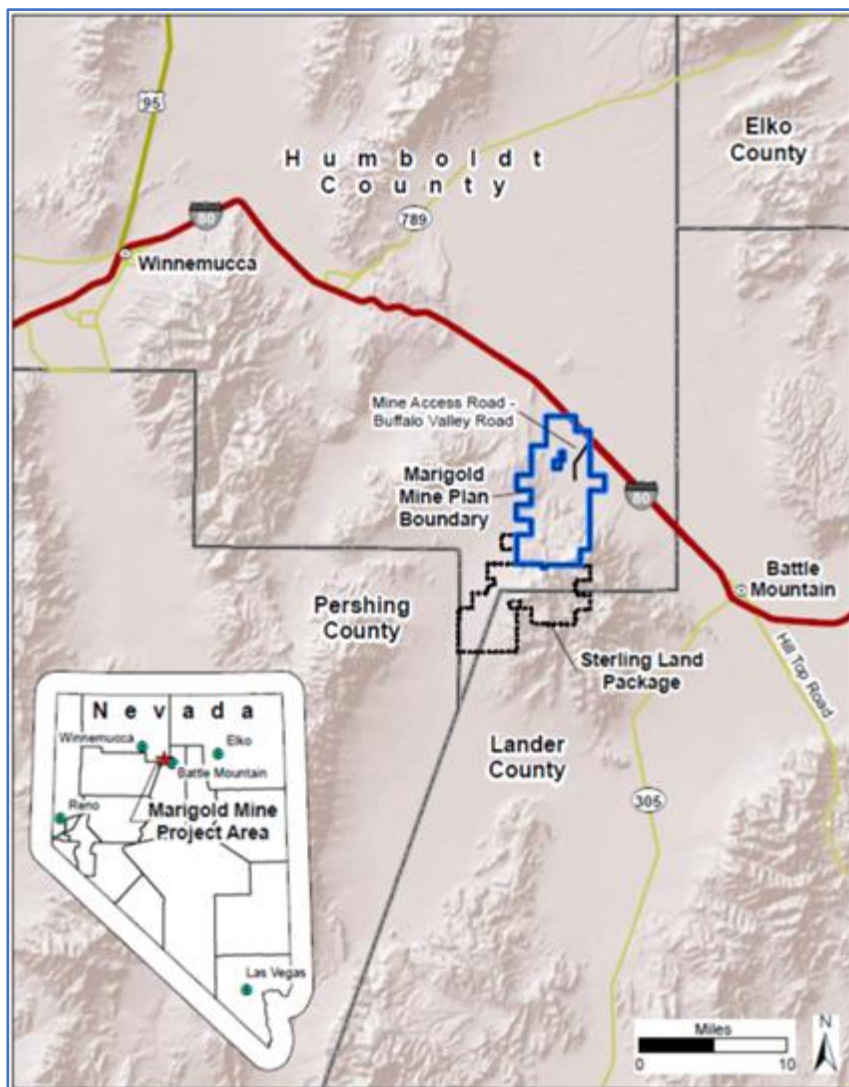 95
Elko
County
H u m b o l d t
C o u n t y
80
789
Winnemucca
Mine Access Road -
Buffalo Valley Road
Marigold
Mine Plan
Boundary
80
Battle
Mountain
Pershing
County
Sterling Land
Package
Hill Top Road
Lander
County
305
N e v a d a
Winnemucca
Elko
Battle Mountain
Reno
Marigold Mine
Project Area
Las Vegas
Miles
0
10
N